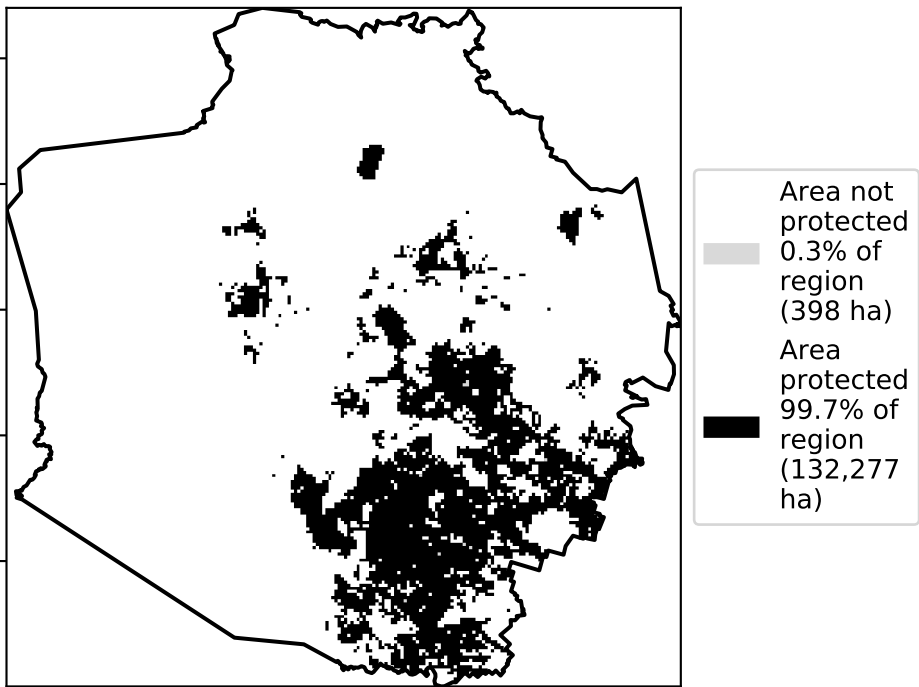 Area not
protected
0.3% of
region
(398 ha)
Area
protected
99.7% of
region
(132,277
ha)